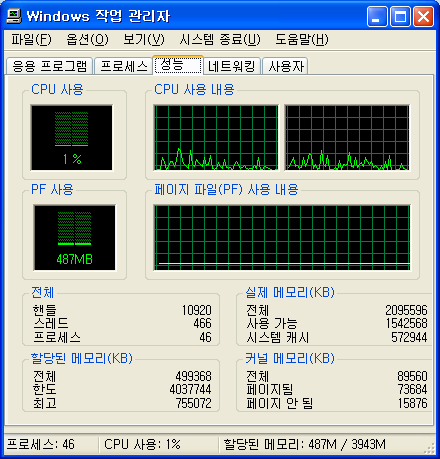 Windows 작업 관리자
파일(F) 옵션(O) 보기(V) 시스템 종료(U) 도움말(H)
응용 프로그램 프로세스 성능 네트워킹 사용자
CPU 사용 CPU 사용 내용
1 %
PF 사용 페이지 파일(PF) 사용 내용
487MB
전체
핸들 10920
스레드 466
프로세스 46
실제 메모리(KB)
전체 2095596
사용 가능 1542568
시스템 캐시 572944
할당된 메모리(KB)
전체 499368
한도 4037744
최고 755072
커널 메모리(KB)
전체 89560
페이지됨 73684
페이지 안 됨 15876
프로세스: 46 CPU 사용: 1% 할당된 메모리: 487M / 3943M